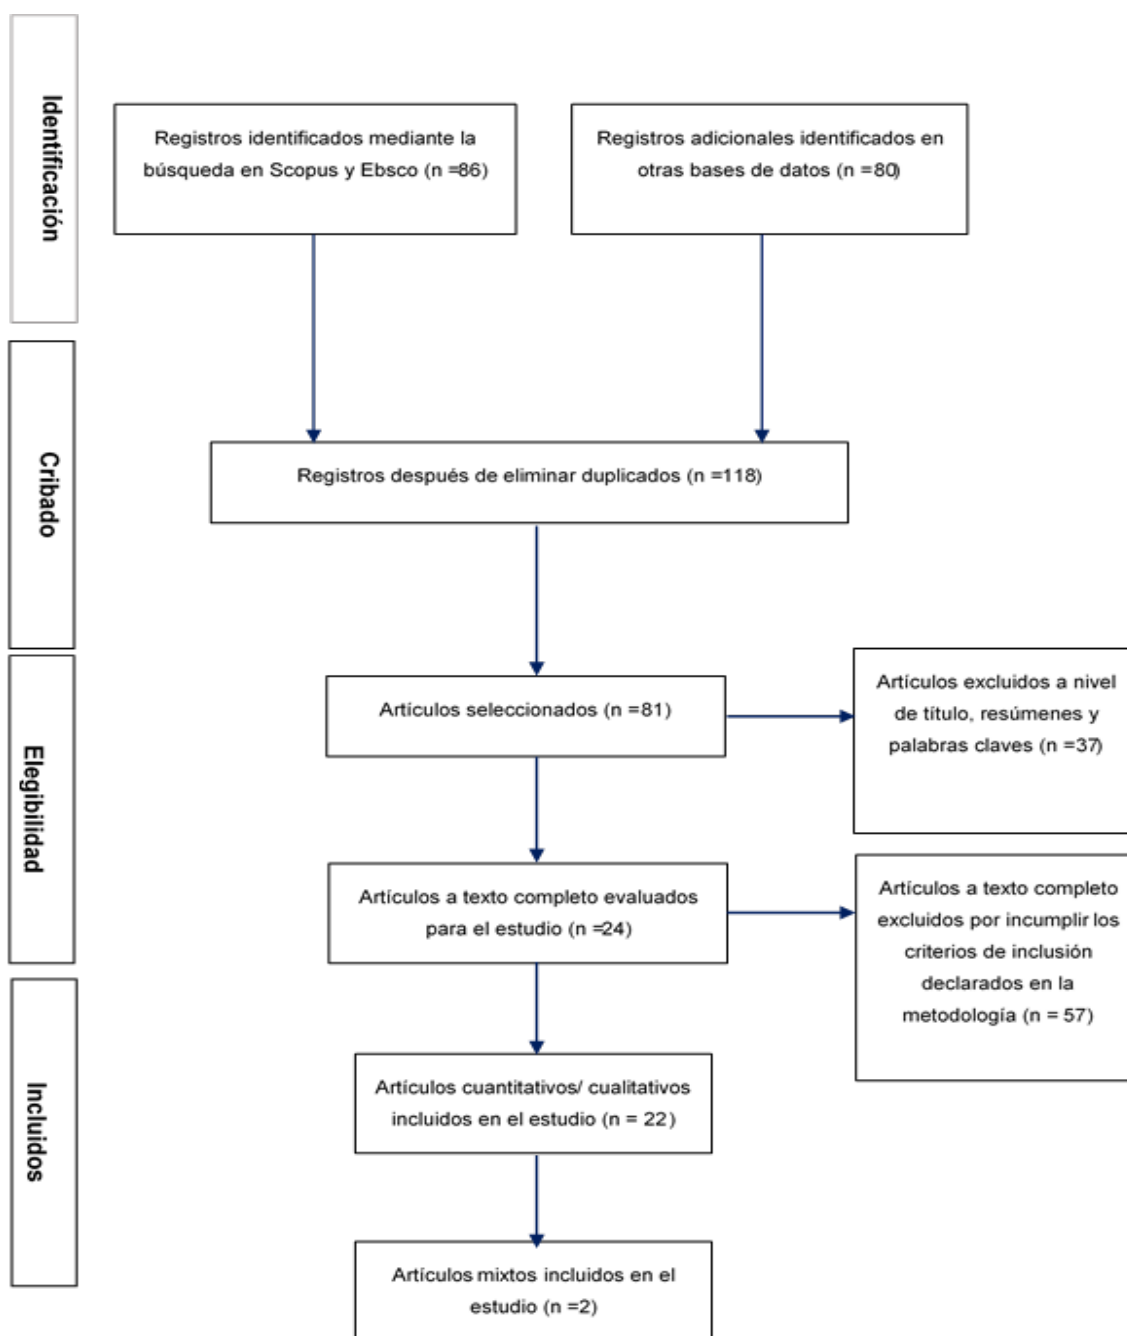 Identificación
Registros identificados mediante la
búsqueda en Scopus y Ebsco (n =86)
Registros adicionales identificados en
otras bases de datos (n =80)
Cribado
Registros después de eliminar duplicados (n =118)
Elegibilidad
Artículos seleccionados (n =81)
Artículos excluidos a nivel
de título, resúmenes y
palabras claves (n =37)
Artículos a texto completo evaluados
para el estudio (n =24)
Artículos a texto completo
excluidos por incumplir los
criterios de inclusión
declarados en la
metodología (n = 57)
Incluidos
Artículos cuantitativos/ cualitativos
incluidos en el estudio (n = 22)
Artículos mixtos incluidos en el
estudio (n =2)